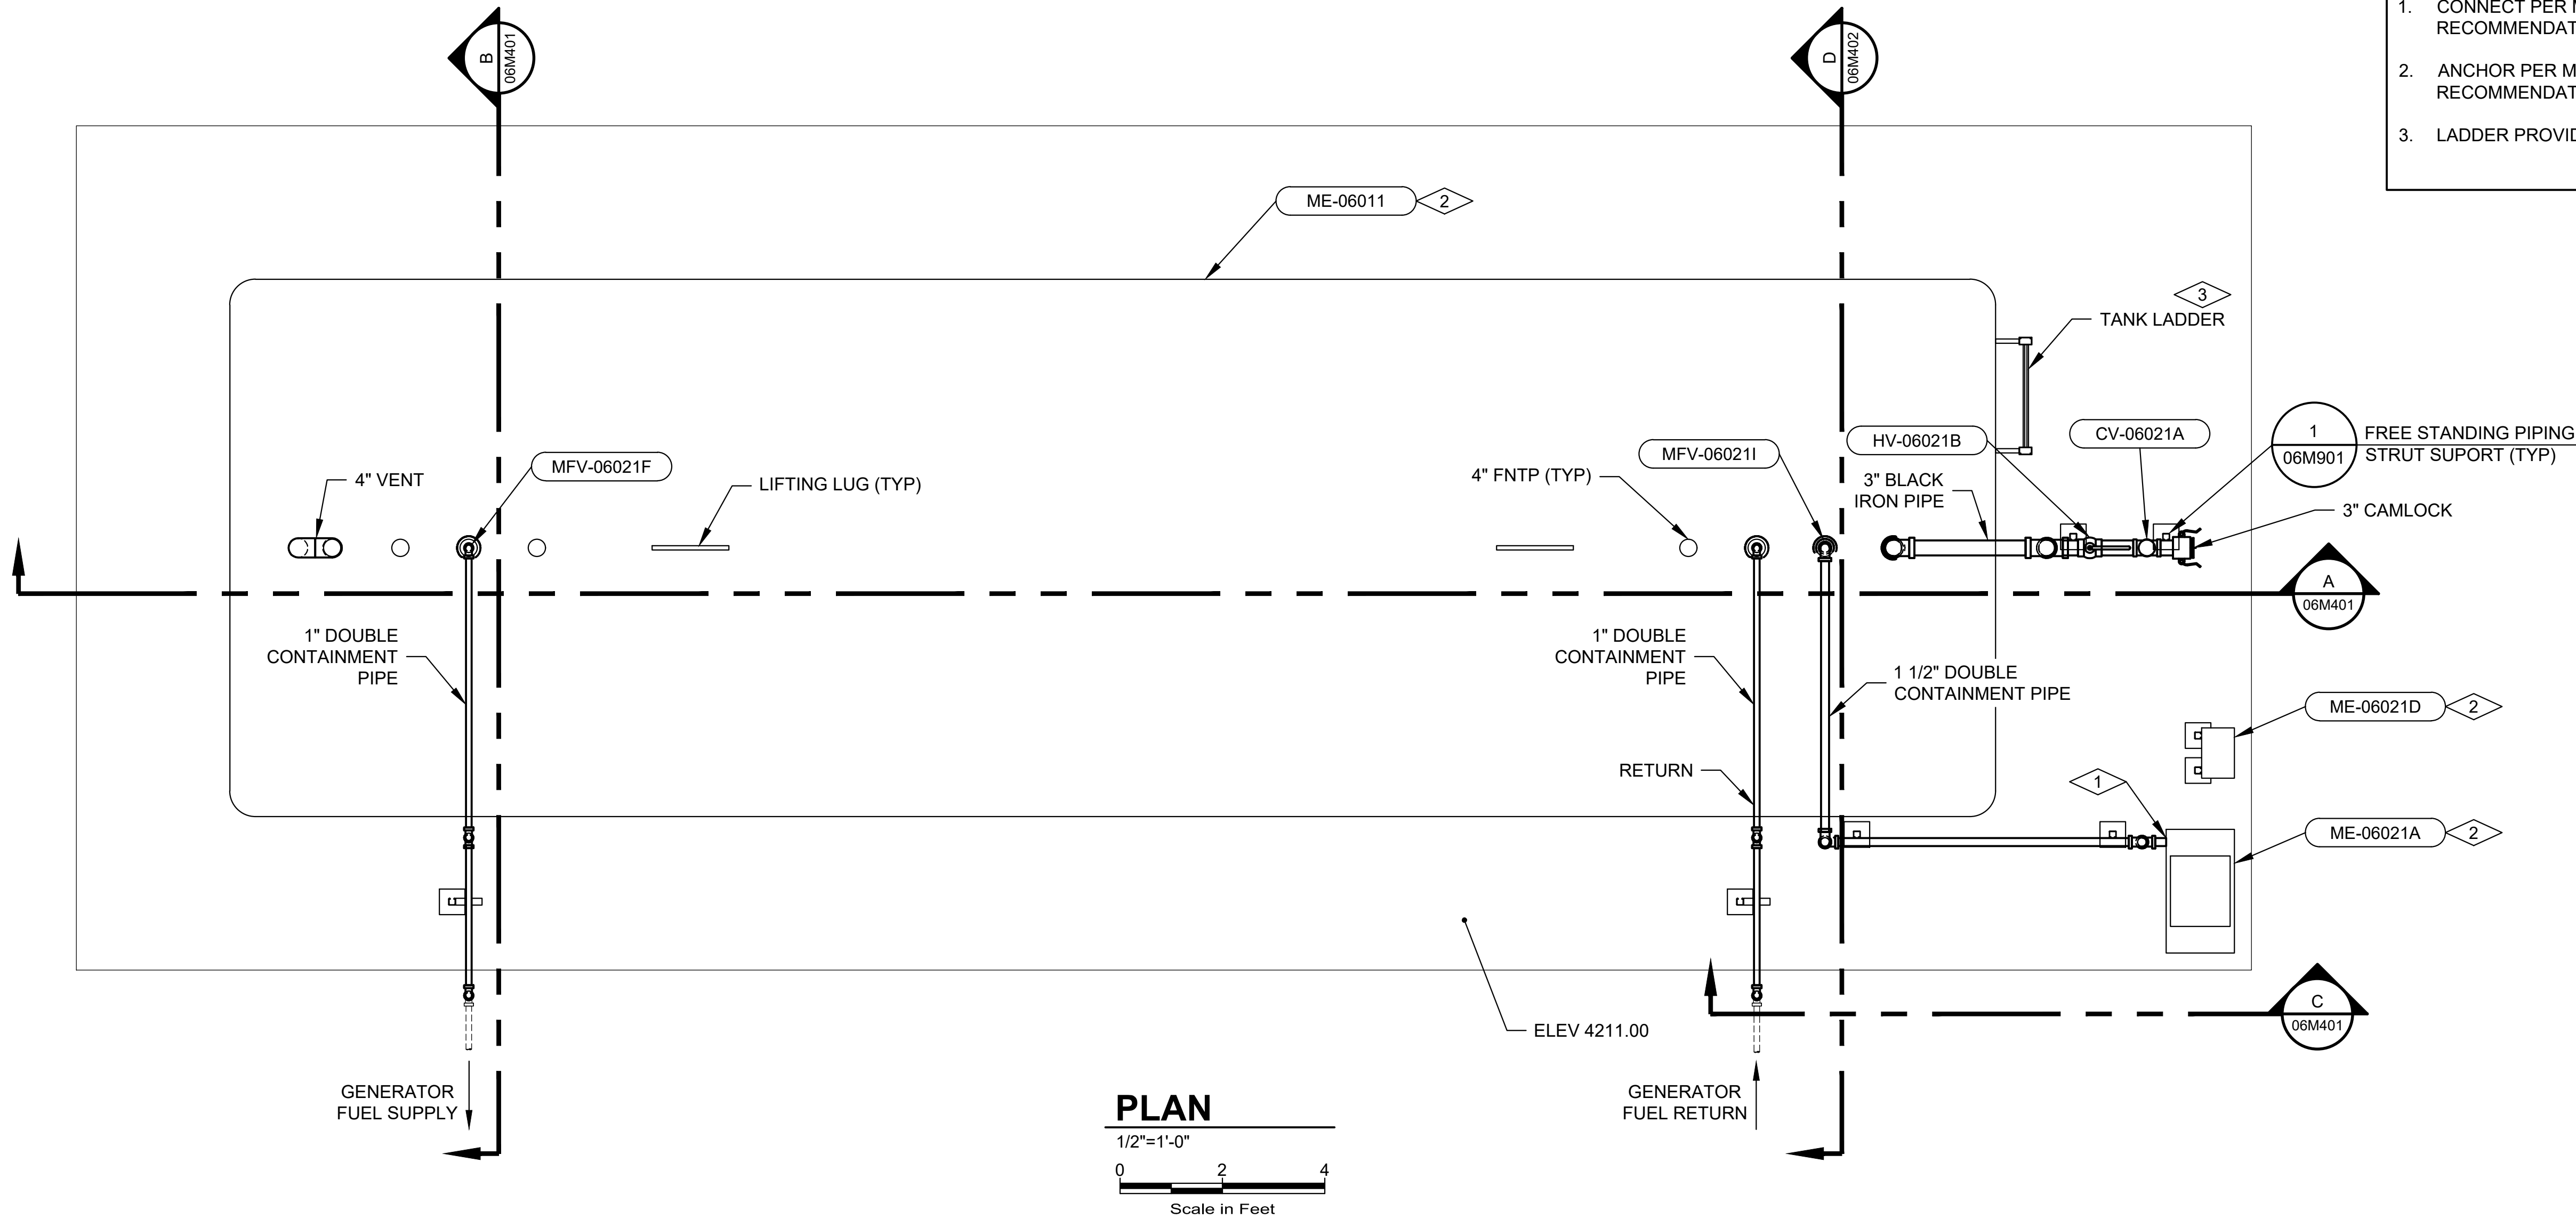 1. CONNECT PER
RECOMMENDAT
2. ANCHOR PER
RECOMMENDAT
3. LADDER PROVID
B
06M401
D
06M402
ME-06011
2
3
TANK LADDER
HV-06021B
CV-06021A
1
06M901
FREE STANDING PIPING
STRUT SUPORT (TYP)
4" VENT
MFV-06021F
LIFTING LUG (TYP)
4" FNTP (TYP)
MFV-06021I
3" BLACK
IRON PIPE
3" CAMLOCK
A
06M401
1" DOUBLE
CONTAINMENT
PIPE
1" DOUBLE
CONTAINMENT
PIPE
1 1/2" DOUBLE
CONTAINMENT PIPE
ME-06021D
2
RETURN
1
ME-06021A
2
C
06M401
ELEV 4211.00
GENERATOR
FUEL SUPPLY
GENERATOR
FUEL RETURN
PLAN
1/2"=1'-0"
0 2 4
Scale in Feet